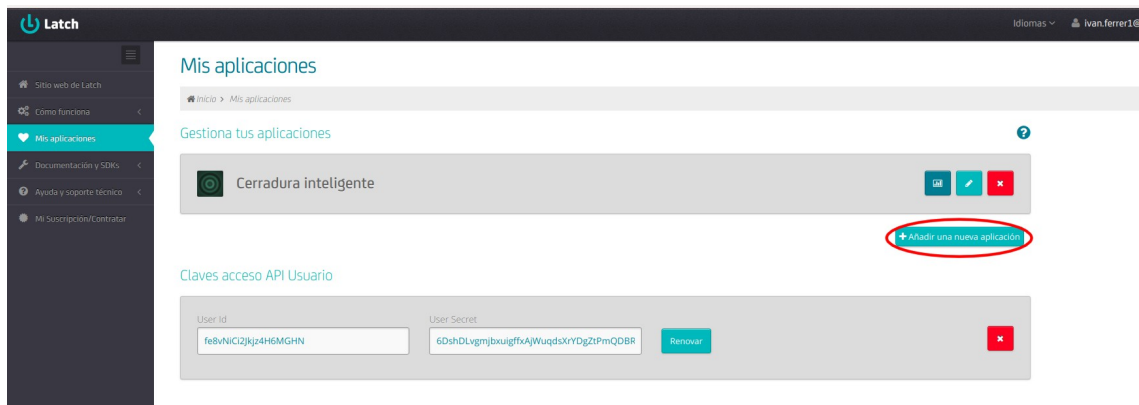 Latch
Idiomas
ivan.ferrer1@
Sitio web de Latch
Cómo funciona
Mis aplicaciones
Documentación y SDKs
Ayuda y soporte técnico
Mi Suscripción/Contratar
Mis aplicaciones
Inicio > Mis aplicaciones
Gestiona tus aplicaciones
Cerradura inteligente
+ Añadir una nueva aplicación
Claves acceso API Usuario
User Id
User Secret
fe8vNiCi2Jkjz4H6MGHN
6DshDLvgmjbxuigffxAjWuqdsXrYDgZtPmQDBR
Renovar